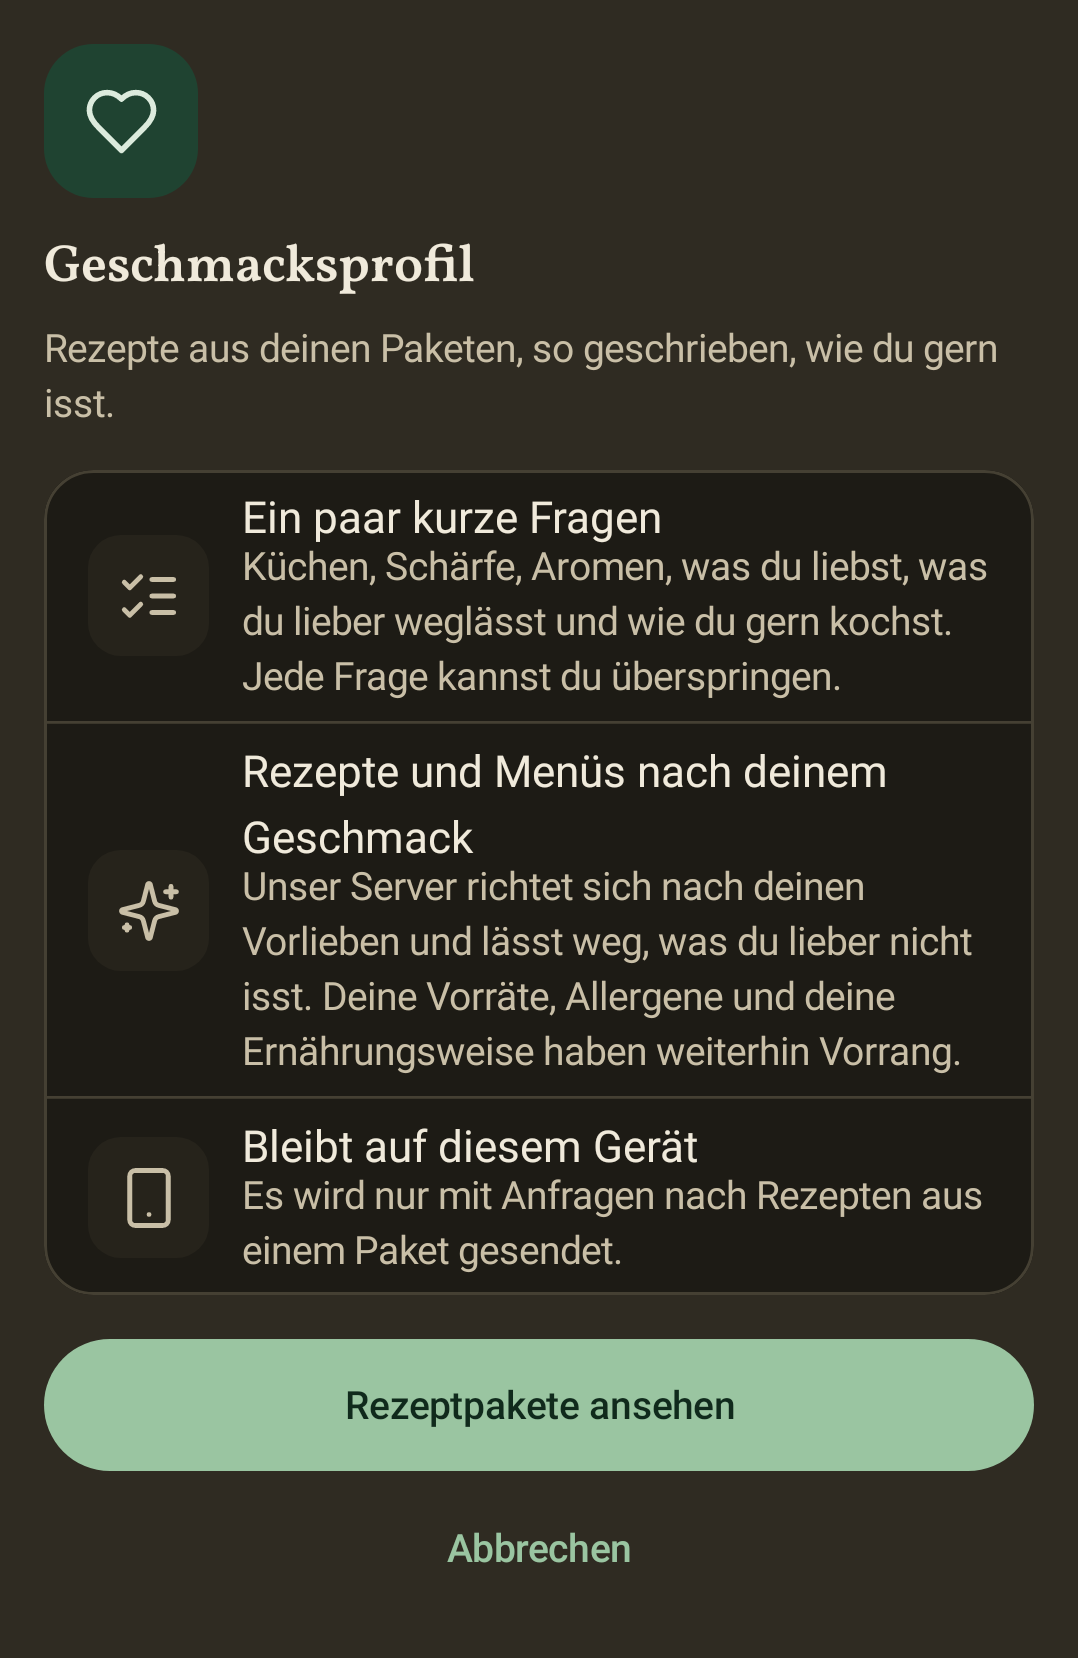 Geschmacksprofil
Rezepte aus deinen Paketen, so geschrieben, wie du gern
isst.
Ein paar kurze Fragen
Küchen, Schärfe, Aromen, was du liebst, was
du lieber weglässt und wie du gern kochst.
Jede Frage kannst du überspringen.
Rezepte und Menüs nach deinem
Geschmack
Unser Server richtet sich nach deinen
Vorlieben und lässt weg, was du lieber nicht
isst. Deine Vorräte, Allergene und deine
Ernährungsweise haben weiterhin Vorrang.
Bleibt auf diesem Gerät
Es wird nur mit Anfragen nach Rezepten aus
einem Paket gesendet.
Rezeptpakete ansehen
Abbrechen